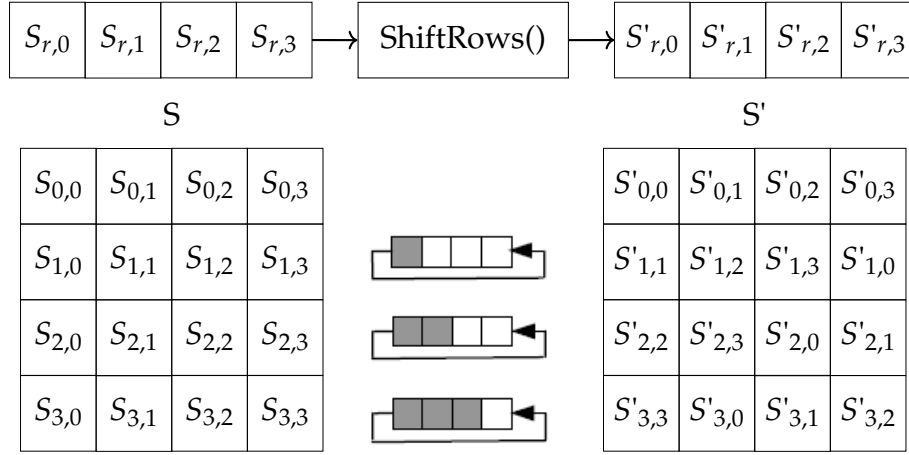 S_{r,0} S_{r,1} S_{r,2} S_{r,3} ShiftRows() S'_{r,0} S'_{r,1} S'_{r,2} S'_{r,3}
S S'
S_{0,0} S_{0,1} S_{0,2} S_{0,3} S'_{0,0} S'_{0,1} S'_{0,2} S'_{0,3}
S_{1,0} S_{1,1} S_{1,2} S_{1,3} S'_{1,1} S'_{1,2} S'_{1,3} S'_{1,0}
S_{2,0} S_{2,1} S_{2,2} S_{2,3} S'_{2,2} S'_{2,3} S'_{2,0} S'_{2,1}
S_{3,0} S_{3,1} S_{3,2} S_{3,3} S'_{3,3} S'_{3,0} S'_{3,1} S'_{3,2}